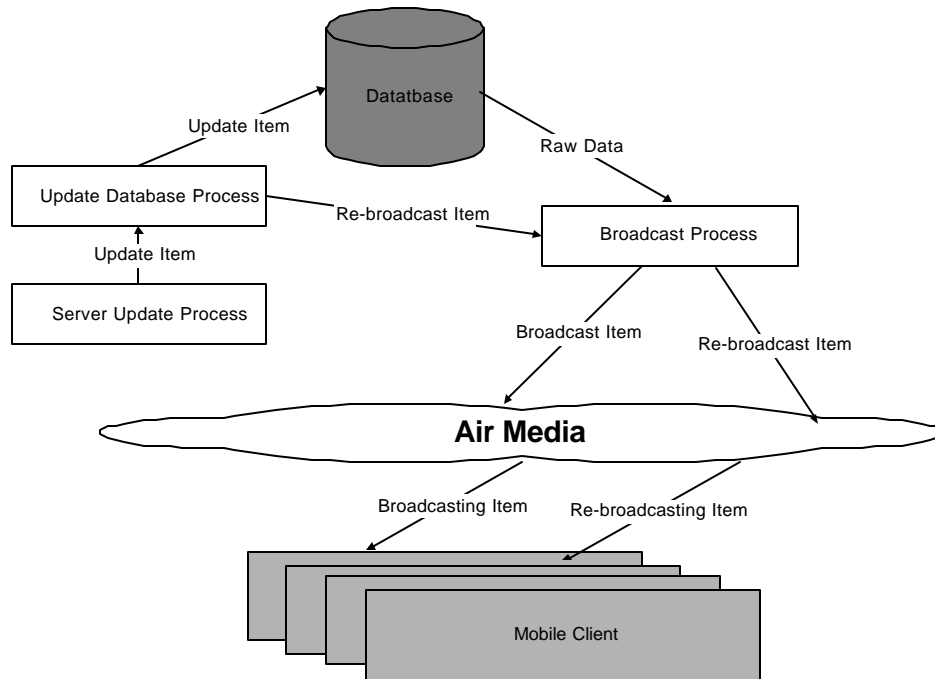 Datatbase
Update Item
Raw Data
Update Database Process
Re-broadcast Item
Broadcast Process
Update Item
Server Update Process
Broadcast Item
Re-broadcast Item
Air Media
Broadcasting Item
Re-broadcasting Item
Mobile Client